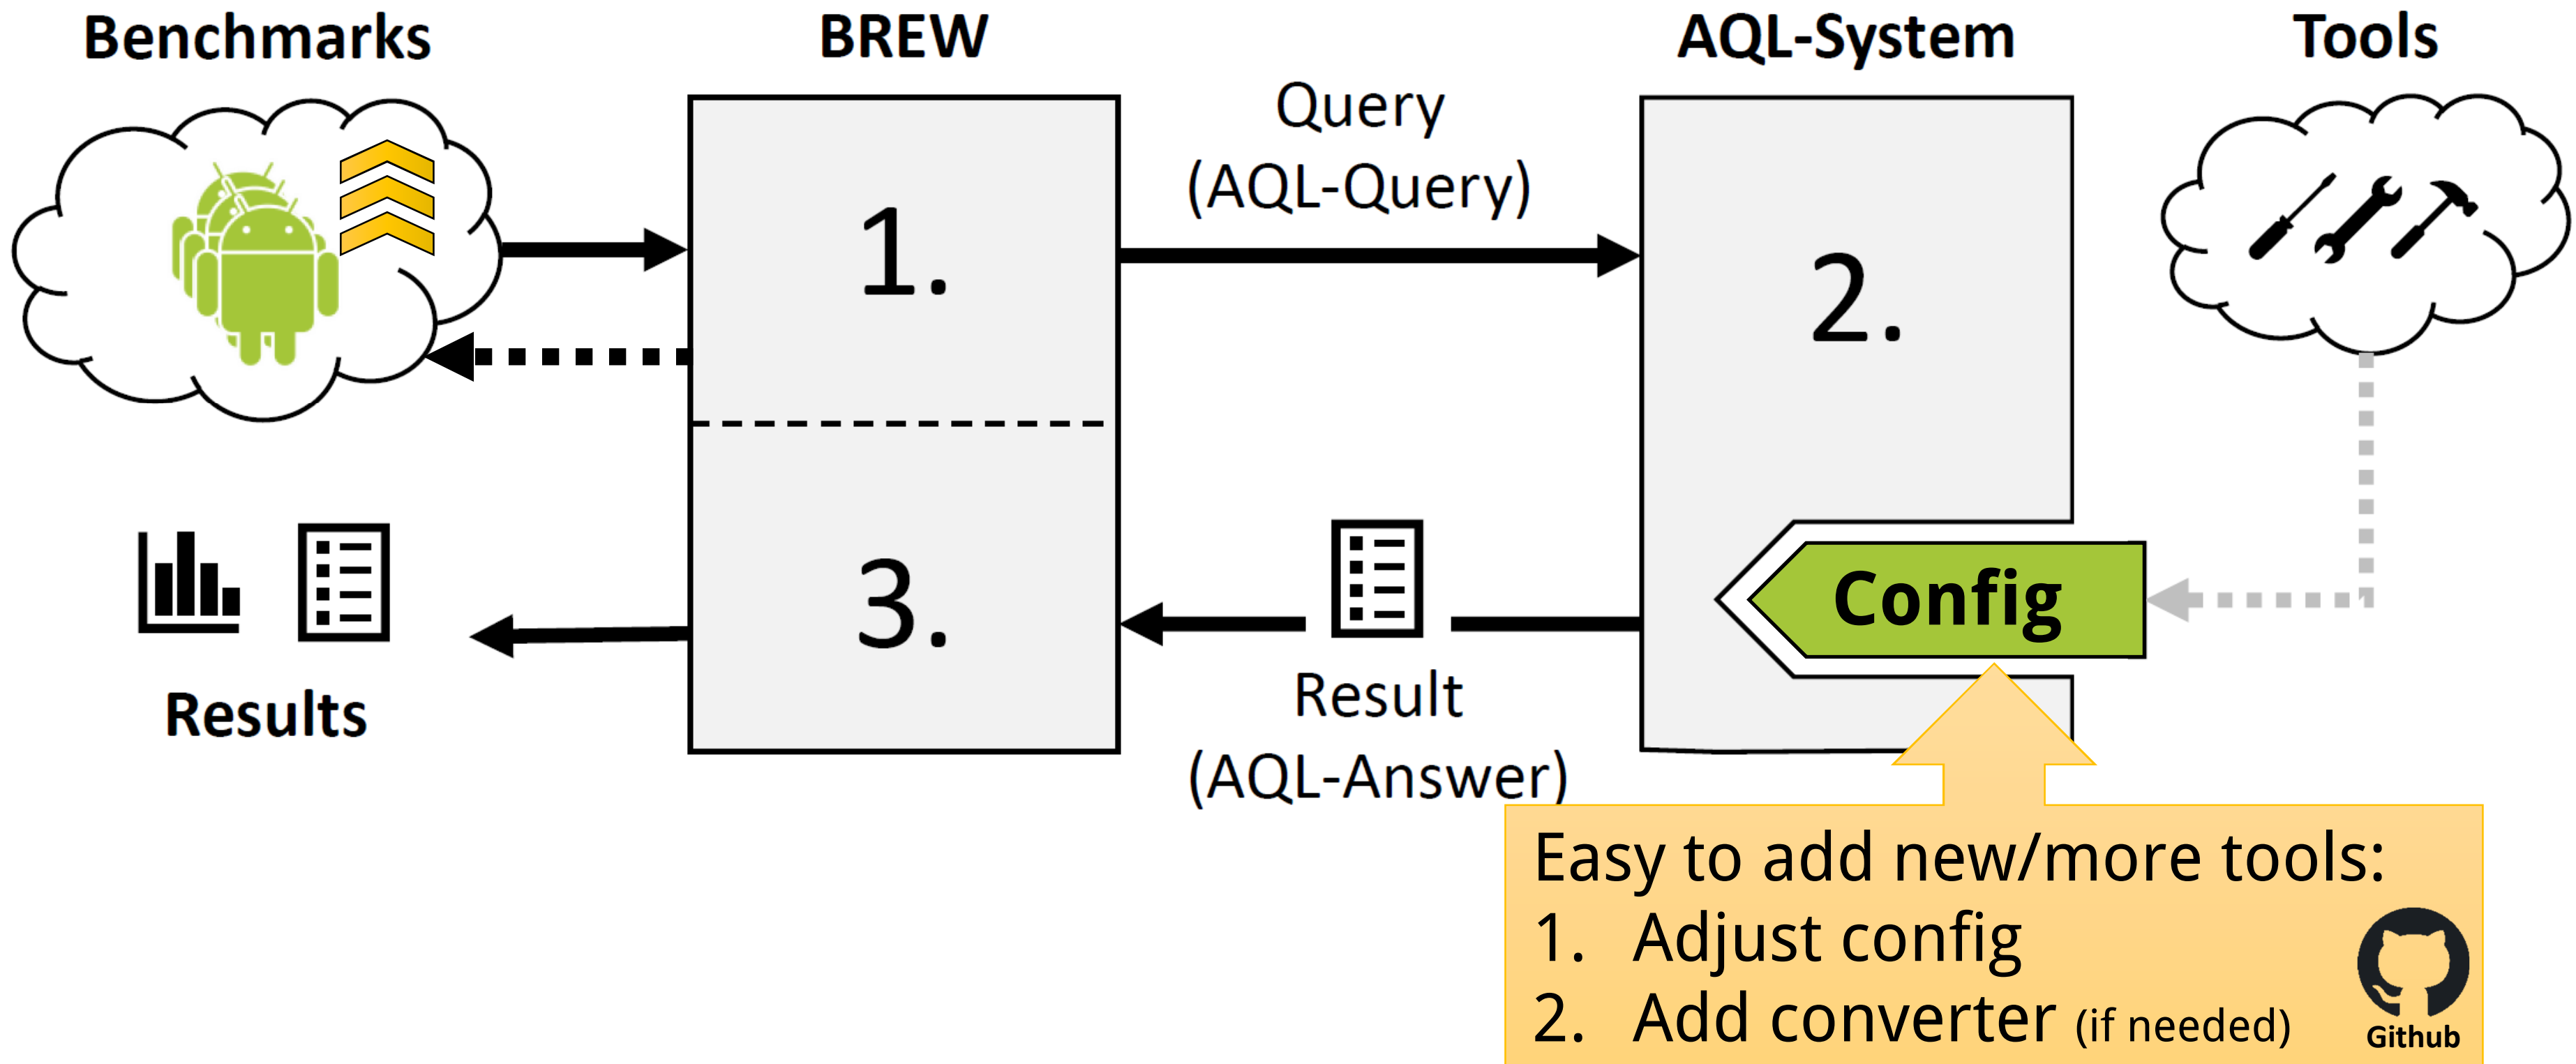 Benchmarks
BREW
AQL-System
Tools
Query
(AQL-Query)
1.
2.
3.
Config
Results
Result
(AQL-Answer)
Easy to add new/more tools:
1. Adjust config
2. Add converter (if needed)
Github